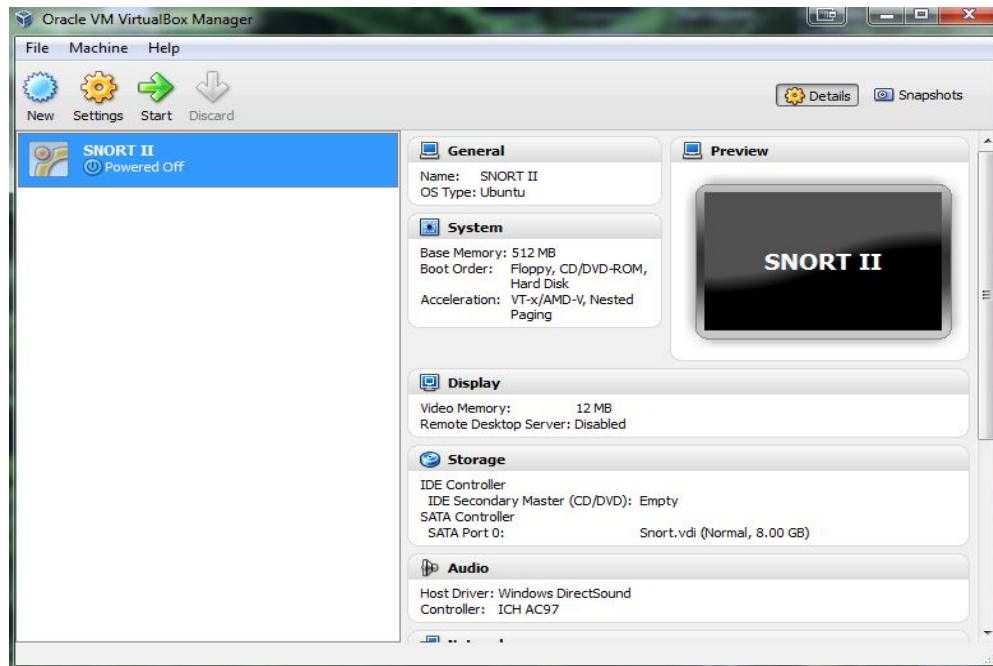 Oracle VM VirtualBox Manager
File Machine Help
New Settings Start Discard
Details Snapshots
SNORT II
Powered Off
General
Name: SNORT II
OS Type: Ubuntu
System
Base Memory: 512 MB
Boot Order: Floppy, CD/DVD-ROM,
Hard Disk
Acceleration: VT-x/AMD-V, Nested
Paging
Preview
SNORT II
Display
Video Memory: 12 MB
Remote Desktop Server: Disabled
Storage
IDE Controller
IDE Secondary Master (CD/DVD): Empty
SATA Controller
SATA Port 0: Snort.vdi (Normal, 8.00 GB)
Audio
Host Driver: Windows DirectSound
Controller: ICH AC97